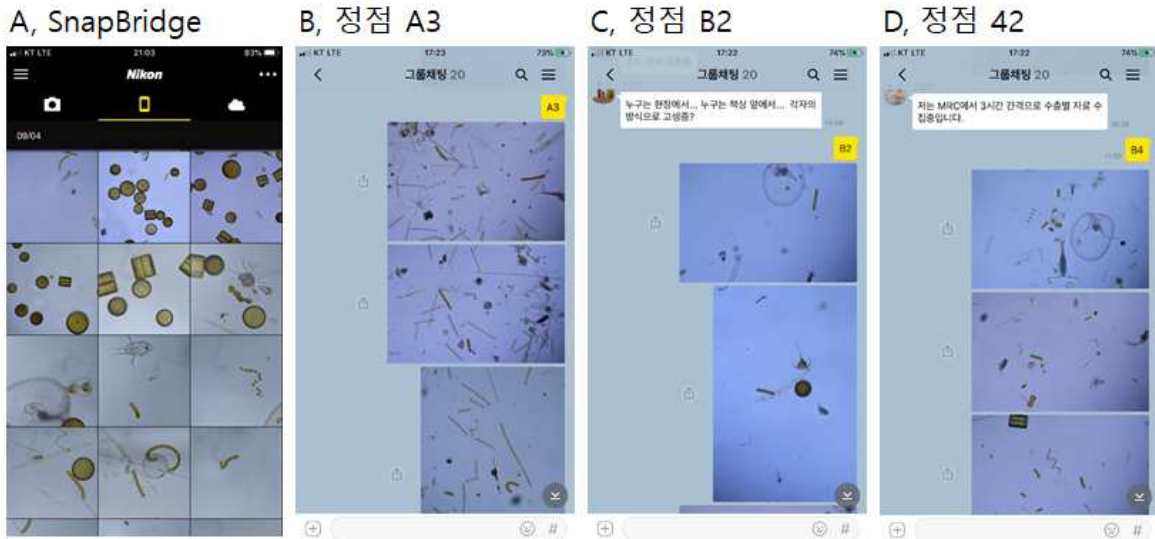 A, SnapBridge
B, 정점 A3
C, 정점 B2
D, 정점 42
KT LTE
21:03
83%
Nikon
09/04
KT LTE
17:23
73%
그룹채팅 20
A3
KT LTE
17:22
74%
그룹채팅 20
누구는 현장에서... 누구는 책상 앞에서... 각자의
방식으로 고생중?
B2
KT LTE
17:22
74%
그룹채팅 20
저는 MRC에서 3시간 간격으로 수출별 자료 수
집중입니다.
B4
#
#
#